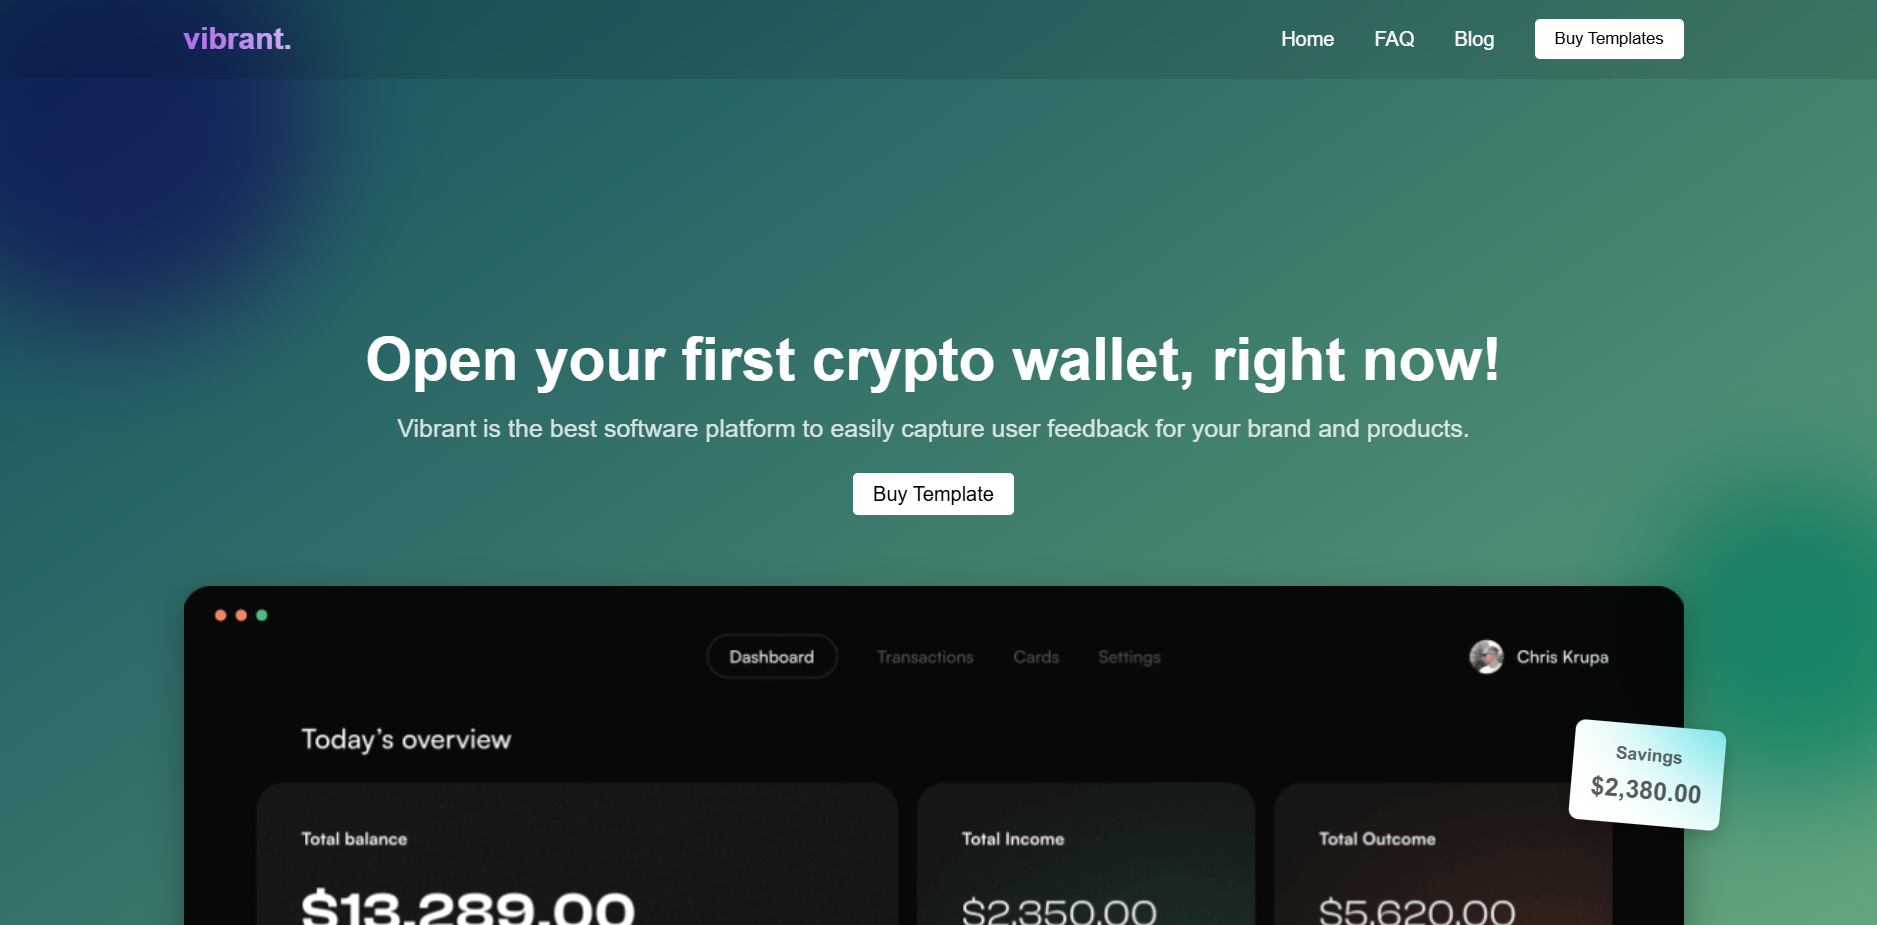 vibrant.
Home FAQ Blog Buy Templates
Open your first crypto wallet, right now!
Vibrant is the best software platform to easily capture user feedback for your brand and products.
Buy Template
Dashboard Transactions Cards Settings Chris Krupa
Today’s overview
Savings
$2,380.00
Total balance Total Income Total Outcome
$13,289.00 $2,350.00 $5,620.00